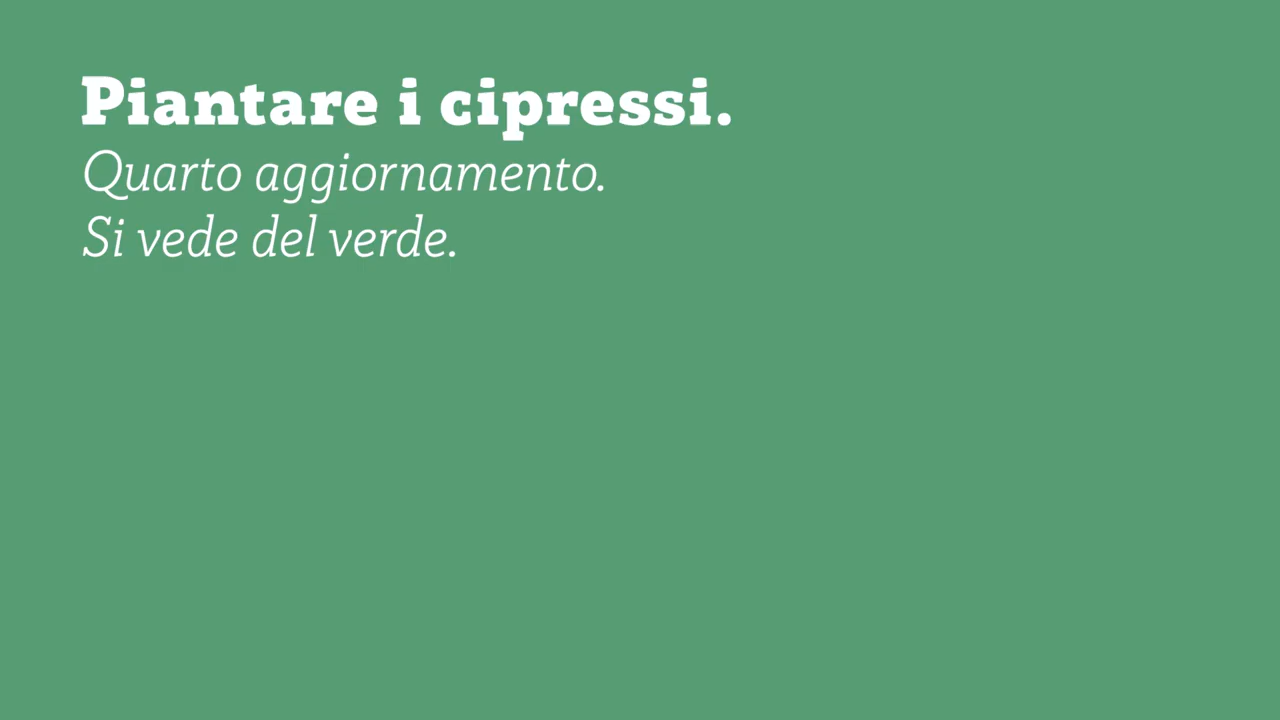 Piantare i cipressi.
Quarto aggiornamento.
Si vede del verde.